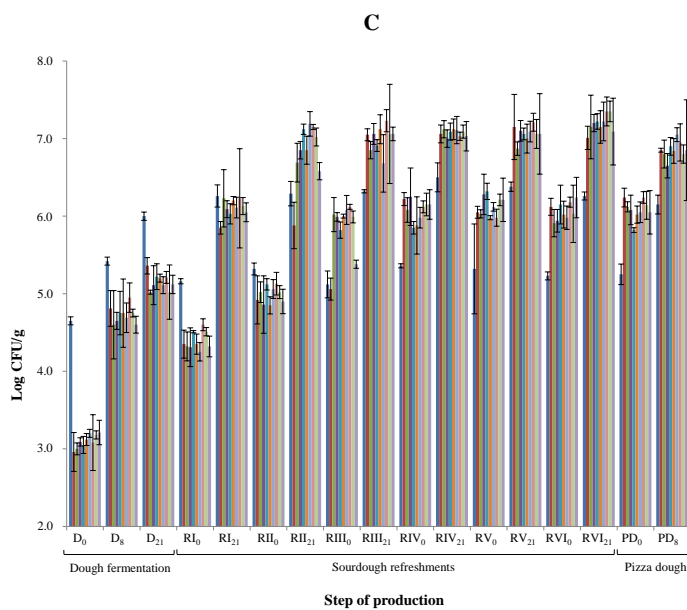 C
8.0
7.0
6.0
5.0
4.0
3.0
2.0
Log CFU/g
D₀ D₈ D₂₁ RI₀ RI₂₁ RII₀ RII₂₁ RIII₀ RIII₂₁ RIV₀ RIV₂₁ RV₀ RV₂₁ RVI₀ RVI₂₁ PD₀ PD₈
Dough fermentation Sourdough refreshments Pizza dough
Step of production